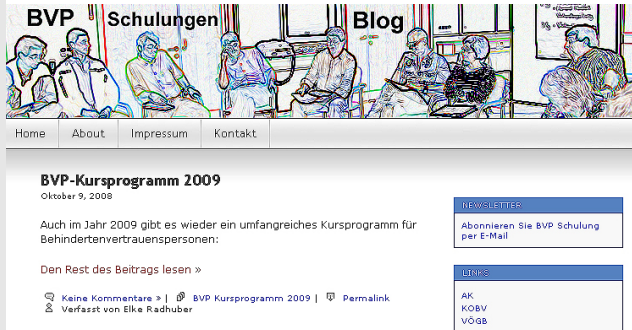 BVP Schulungen Blog
Home About Impressum Kontakt
BVP-Kursprogramm 2009
Oktober 9, 2008
Auch im Jahr 2009 gibt es wieder ein umfangreiches Kursprogramm für
Behindertenvertrauenspersonen:
Den Rest des Beitrags lesen »
Keine Kommentare » | BVP Kursprogramm 2009 | Permalink
Verfasst von Elke Radhuber
NEWSLETTER
Abonnieren Sie BVP Schulung
per E-Mail
LINKS
AK
KOBV
VÖGB